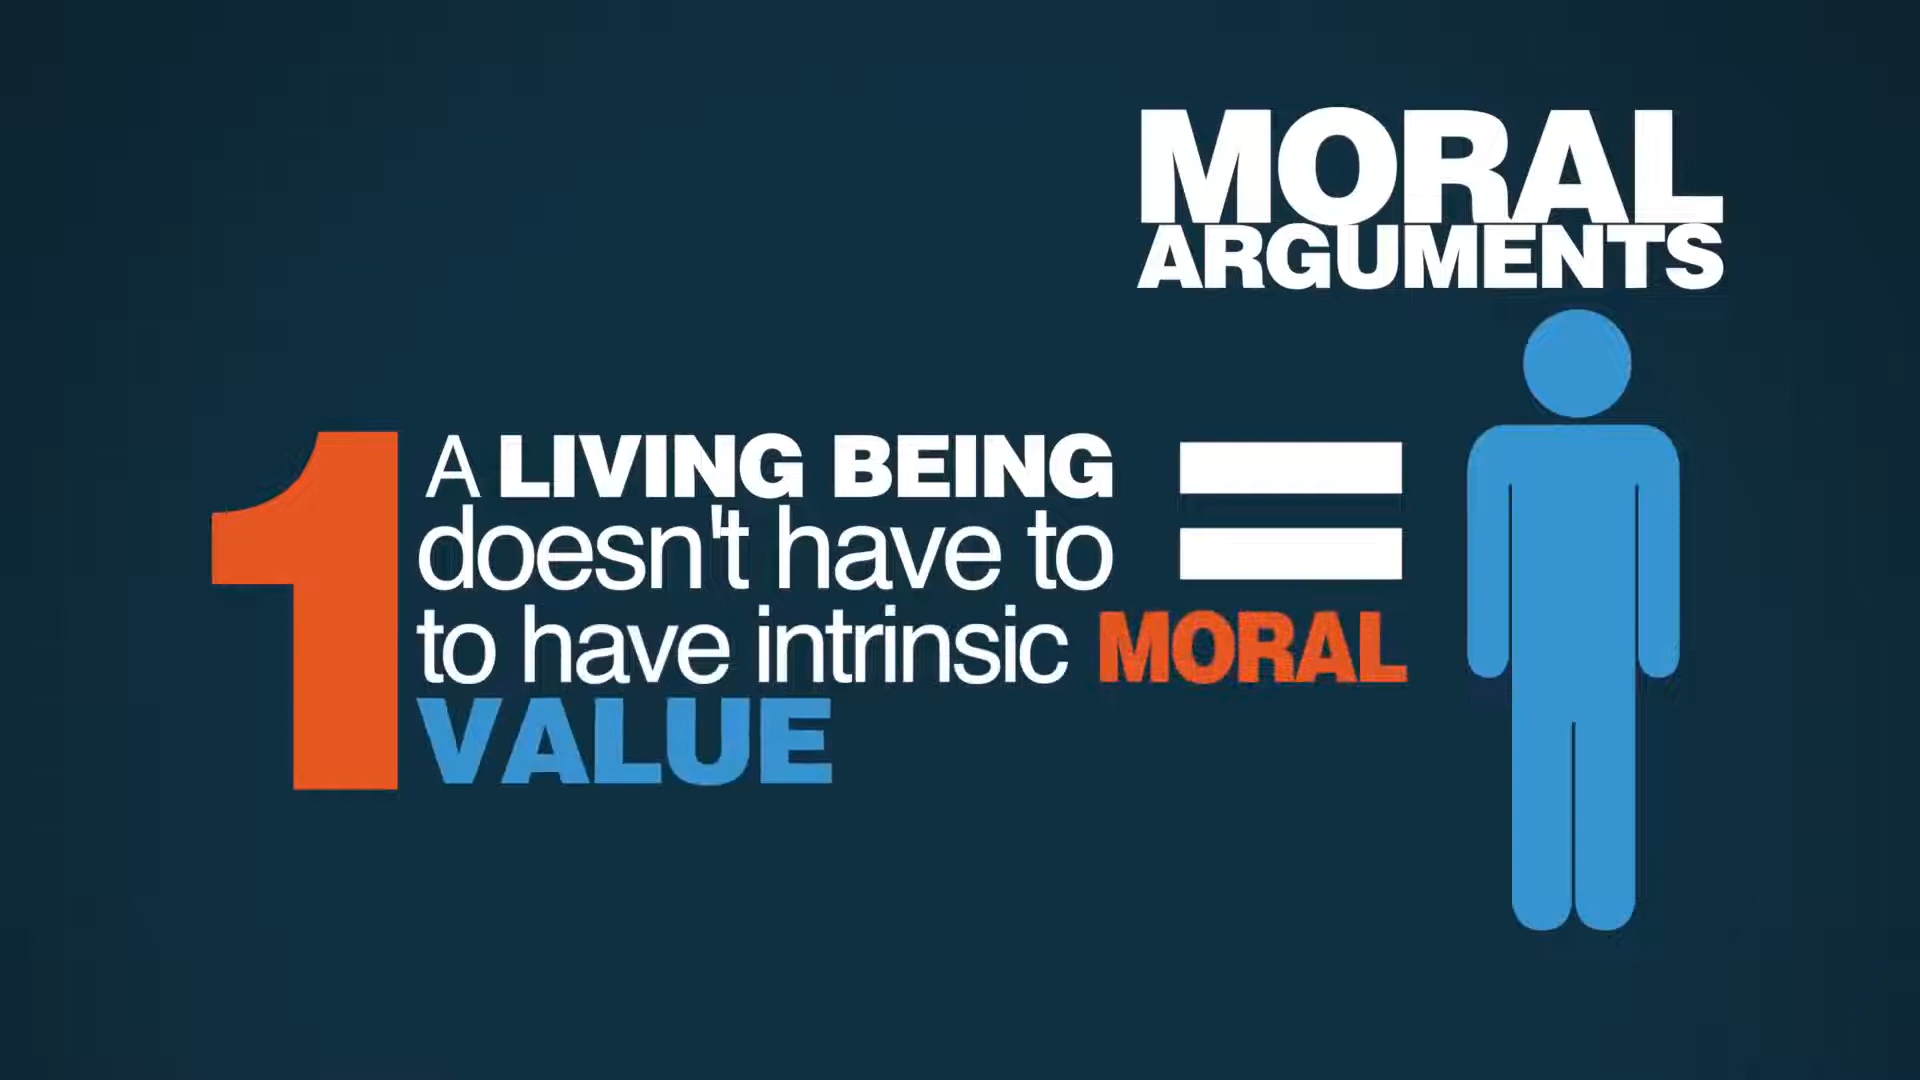 MORAL
ARGUMENTS
1
A LIVING BEING
doesn't have to =
to have intrinsic MORAL
VALUE